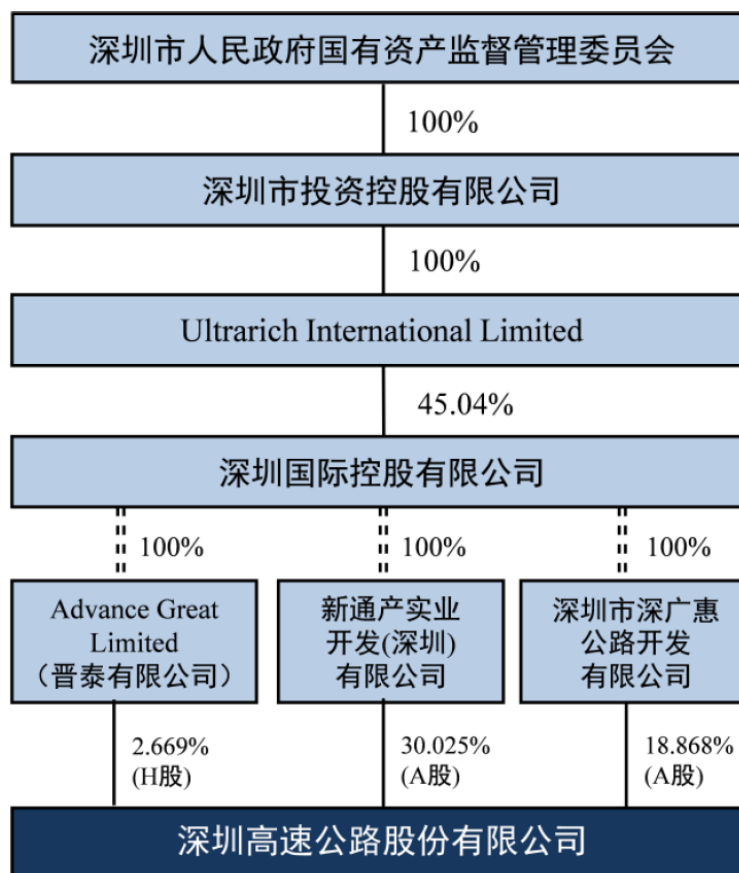 深圳市人民政府国有资产监督管理委员会
100%
深圳市投资控股有限公司
100%
Ultrarich International Limited
45.04%
深圳国际控股有限公司
100%
100%
100%
Advance Great
Limited
（晋泰有限公司）
新通产实业
开发(深圳)
有限公司
深圳市深广惠
公路开发
有限公司
2.669%
(H股)
30.025%
(A股)
18.868%
(A股)
深圳高速公路股份有限公司